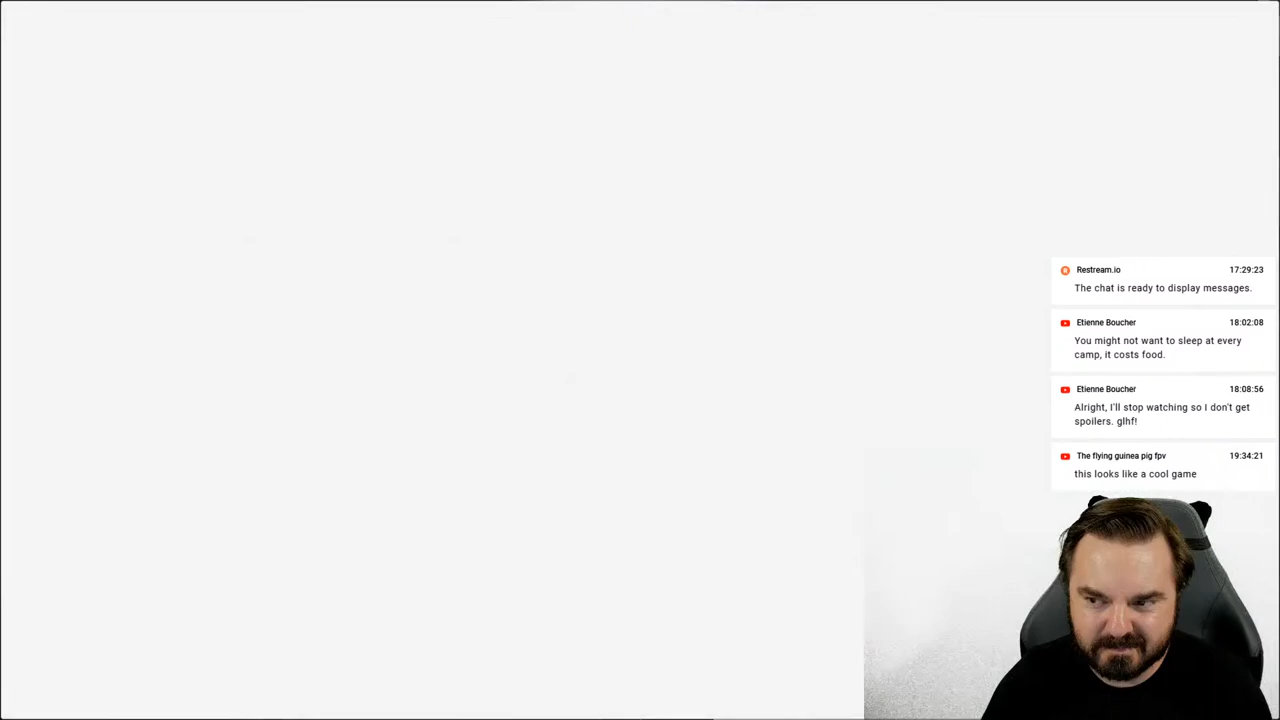 Restream.io 17:29:23
The chat is ready to display messages.
Etienne Boucher 18:02:08
You might not want to sleep at every
camp, it costs food.
Etienne Boucher 18:08:56
Alright, I'll stop watching so I don't get
spoilers. glhf!
The flying guinea pig fpv 19:34:21
this looks like a cool game